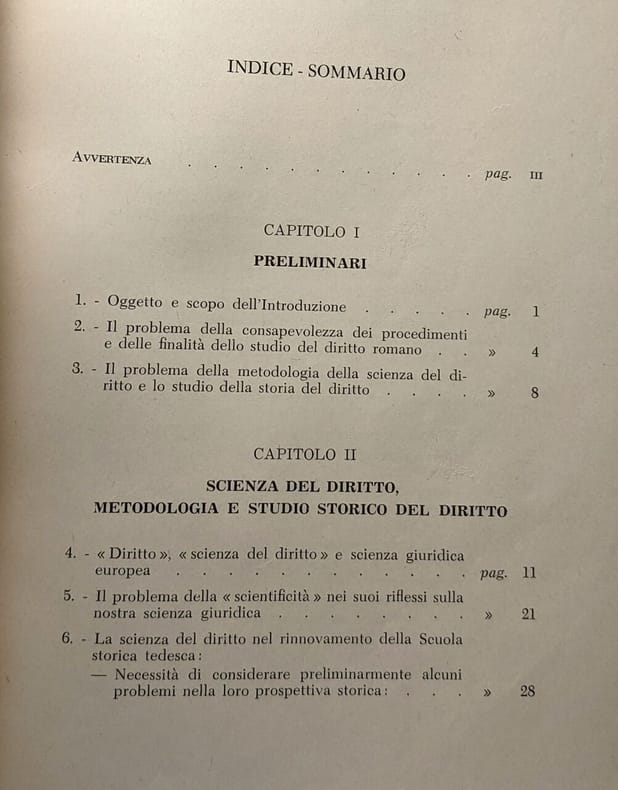 INDICE - SOMMARIO
AVVERTENZA . . . . . . . . . . . pag. III
CAPITOLO I
PRELIMINARI
1. - Oggetto e scopo dell'Introduzione . . . . . pag. 1
2. - Il problema della consapevolezza dei procedimenti
e delle finalità dello studio del diritto romano . . » 4
3. - Il problema della metodologia della scienza del di-
ritto e lo studio della storia del diritto . . . . » 8
CAPITOLO II
SCIENZA DEL DIRITTO,
METODOLOGIA E STUDIO STORICO DEL DIRITTO
4. - « Diritto », « scienza del diritto » e scienza giuridica
europea . . . . . . . . . . . . pag. 11
5. - Il problema della « scientificità » nei suoi riflessi sulla
nostra scienza giuridica . . . . . . . . » 21
6. - La scienza del diritto nel rinnovamento della Scuola
storica tedesca :
— Necessità di considerare preliminarmente alcuni
problemi nella loro prospettiva storica : . . . » 28